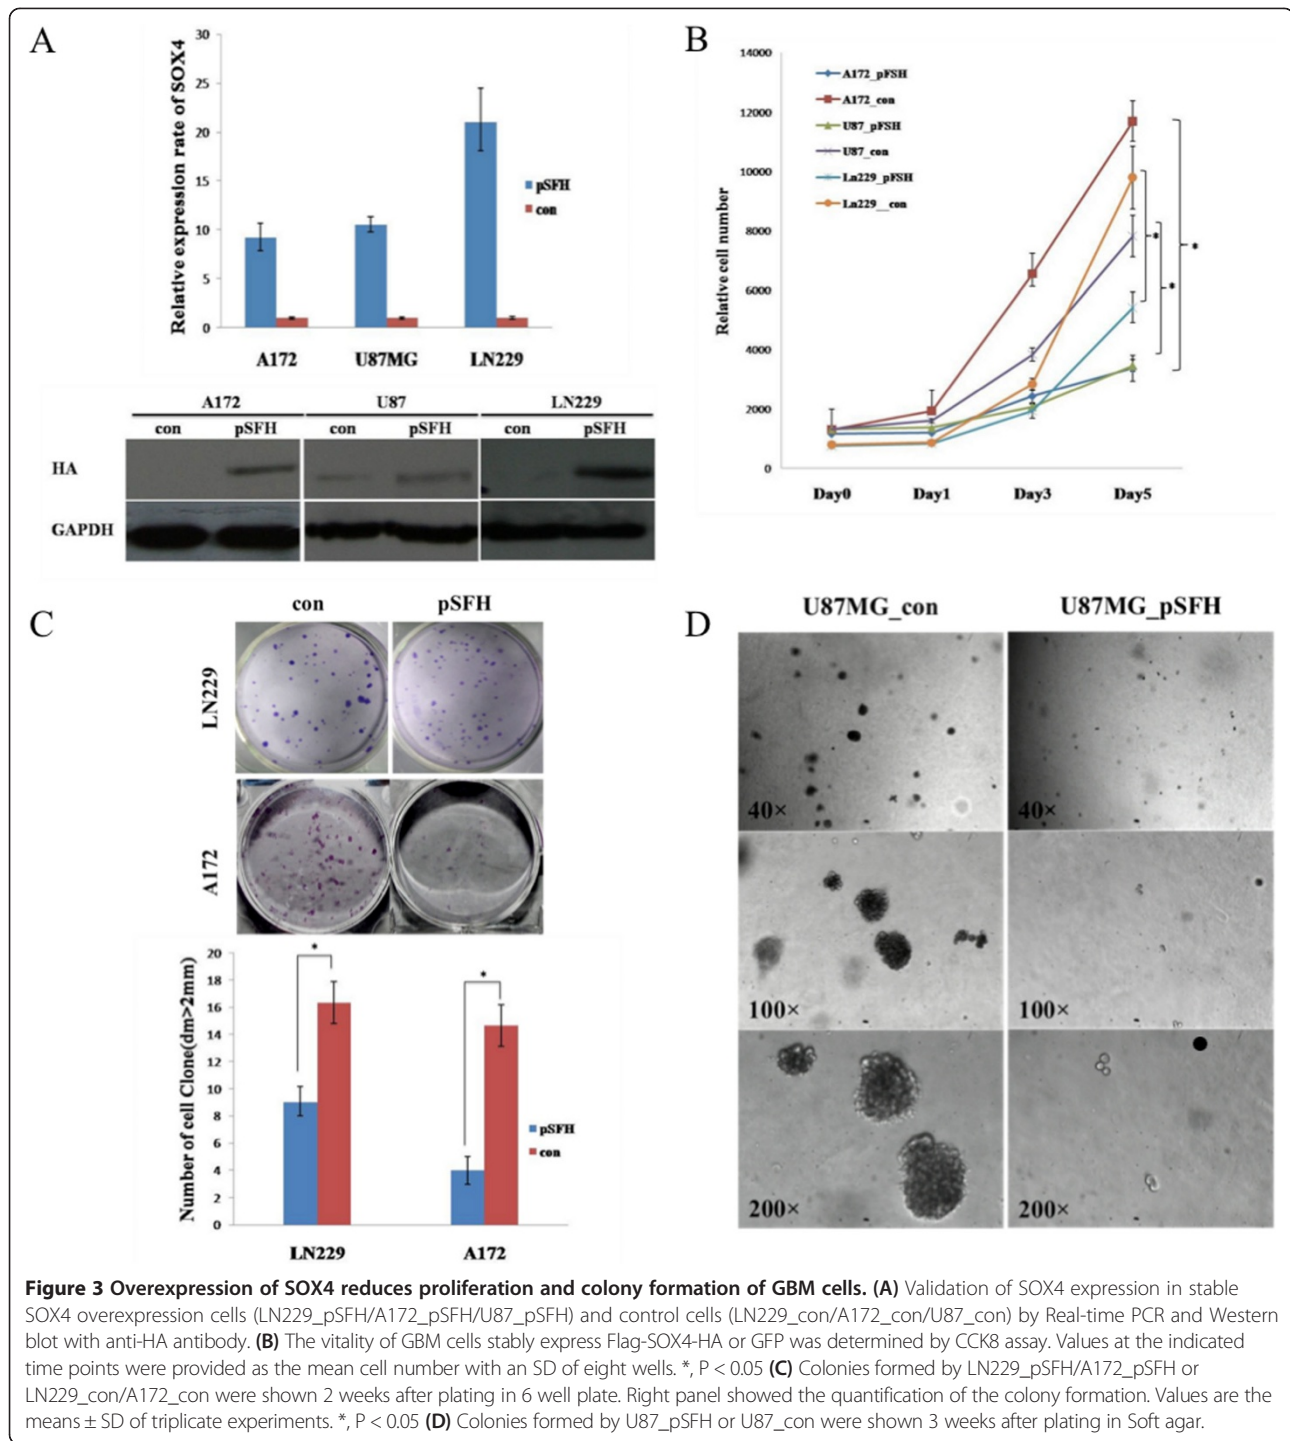 A
Relative expression rate of SOX4
30
25
20
15
10
5
0
pSFH
con
A172
U87MG
LN229
A172
U87
LN229
con
pSFH
con
pSFH
con
pSFH
HA
GAPDH
B
Relative cell number
14000
12000
10000
8000
6000
4000
2000
0
A172_pFSH
A172_con
U87_pFSH
U87_con
Ln229_pFSH
Ln229__con
*
*
*
Day0
Day1
Day3
Day5
C
con
pSFH
LN229
A172
Number of cell Clone(dm>2mm)
20
18
16
14
12
10
8
6
4
2
0
*
*
pSFH
con
LN229
A172
D
U87MG_con
U87MG_pSFH
40×
40×
100×
100×
200×
200×
Figure 3 Overexpression of SOX4 reduces proliferation and colony formation of GBM cells. (A) Validation of SOX4 expression in stable
SOX4 overexpression cells (LN229_pSFH/A172_pSFH/U87_pSFH) and control cells (LN229_con/A172_con/U87_con) by Real-time PCR and Western
blot with anti-HA antibody. (B) The vitality of GBM cells stably express Flag-SOX4-HA or GFP was determined by CCK8 assay. Values at the indicated
time points were provided as the mean cell number with an SD of eight wells. *, P < 0.05 (C) Colonies formed by LN229_pSFH/A172_pSFH or
LN229_con/A172_con were shown 2 weeks after plating in 6 well plate. Right panel showed the quantification of the colony formation. Values are the
means ± SD of triplicate experiments. *, P < 0.05 (D) Colonies formed by U87_pSFH or U87_con were shown 3 weeks after plating in Soft agar.